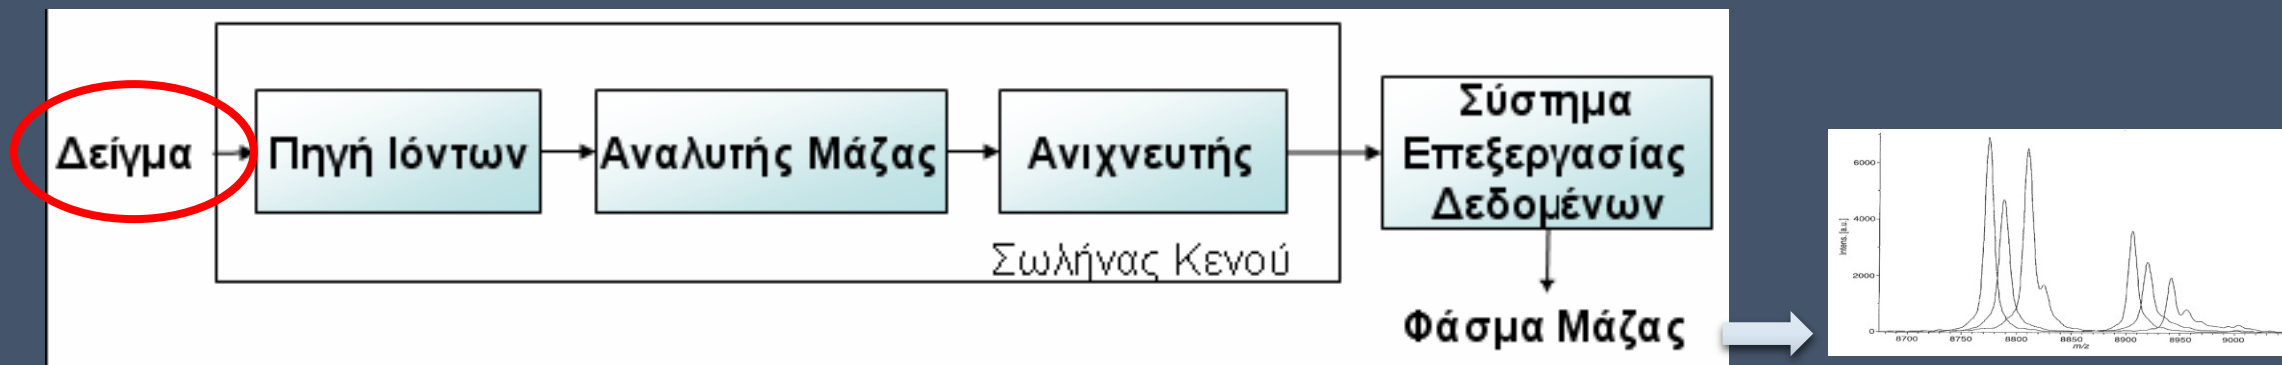 Δείγμα
Πηγή Ιόντων
Αναλυτής Μάζας
Ανιχνευτής
Σύστημα
Επεξεργασίας
Δεδομένων
Σωλήνας Κενού
Φάσμα Μάζας
Intens. [a.u.]
6000
4000
2000
0
8700 8750 8800 8850 8900 8950 9000
m/z